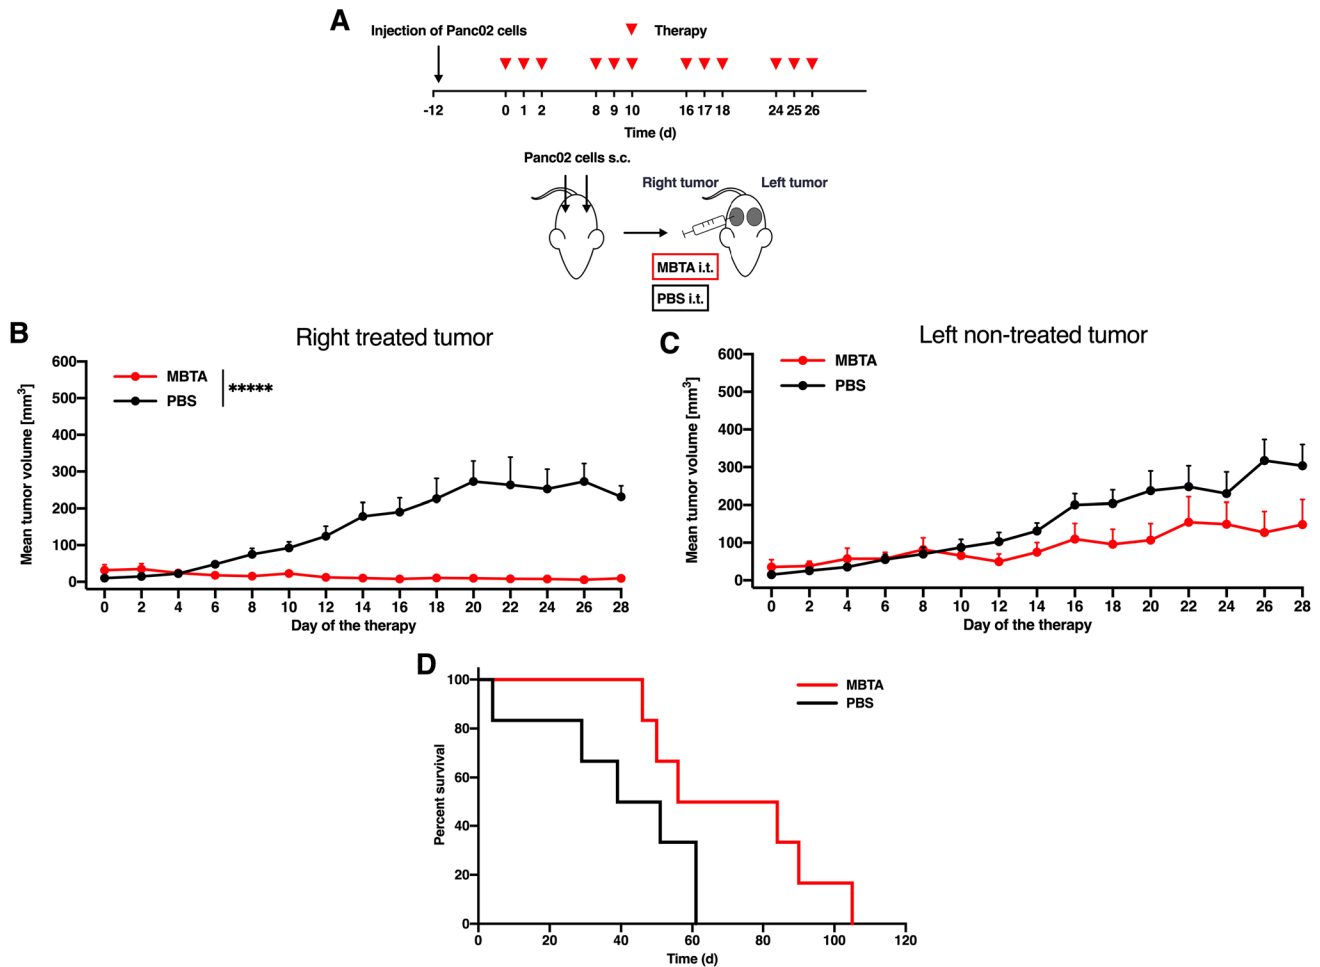 A
Injection of Panc02 cells
Therapy
-12 0 1 2 8 9 10 16 17 18 24 25 26
Time (d)
Panc02 cells s.c.
Right tumor Left tumor
MBTA i.t.
PBS i.t.
B
Right treated tumor
MBTA
PBS
*****
Mean tumor volume [mm3]
600
500
400
300
200
100
0
0 2 4 6 8 10 12 14 16 18 20 22 24 26 28
Day of the therapy
C
Left non-treated tumor
MBTA
PBS
Mean tumor volume [mm3]
600
500
400
300
200
100
0
0 2 4 6 8 10 12 14 16 18 20 22 24 26 28
Day of the therapy
D
MBTA
PBS
Percent survival
100
80
60
40
20
0
0 20 40 60 80 100 120
Time (d)